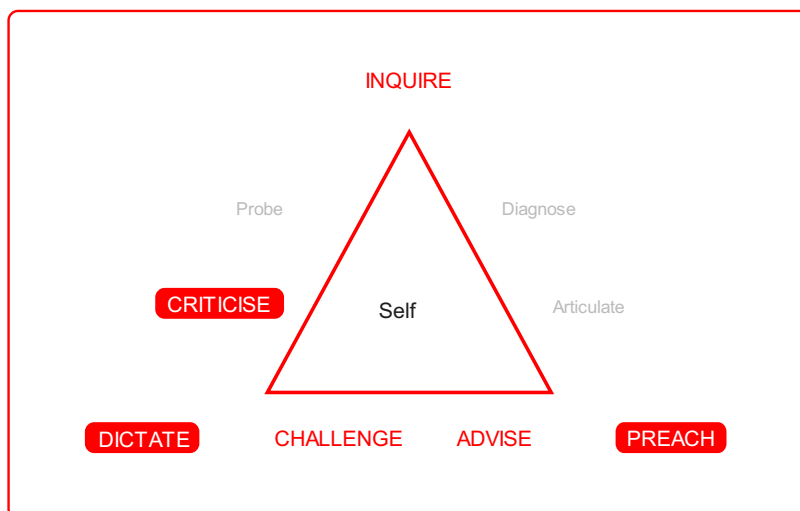 INQUIRE
Probe
Diagnose
CRITICISE
Self
Articulate
DICTATE
CHALLENGE
ADVISE
PREACH